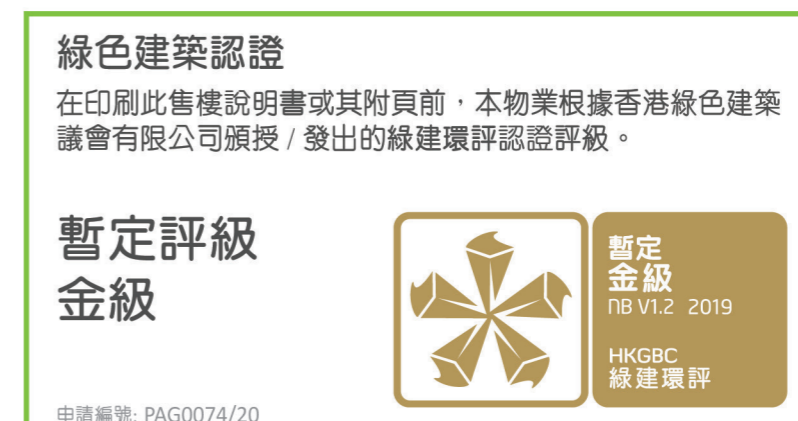 綠色建築認證
在印刷此售樓說明書或其附頁前，本物業根據香港綠色建築
議會有限公司頒授 / 發出的綠建環評認證評級。
暫定評級
金級
暫定
金級
NB V1.2 2019
HKGBC
綠建環評
申請編號: PAG0074/20